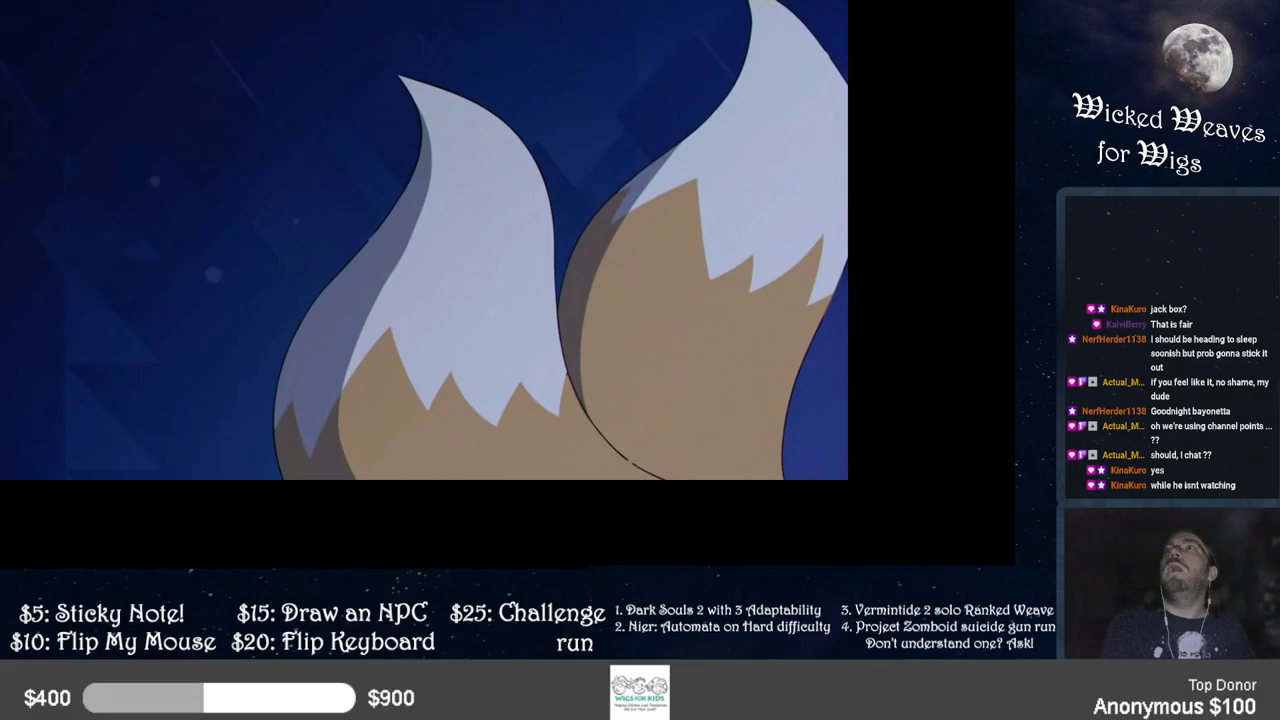 Wicked Weaves
for Wigs
KinaKuro jack box?
KalviBerry That is fair
NerfHerder1138 I should be heading to sleep
soonish but prob gonna stick it
out
Actual_M... If you feel like it, no shame, my
dude
NerfHerder1138 Goodnight bayonetta
Actual_M... oh we're using channel points ...
??
Actual_M... should, I chat ??
KinaKuro yes
KinaKuro while he isnt watching
$5: Sticky Note!
$10: Flip My Mouse
$15: Draw an NPC
$20: Flip Keyboard
$25: Challenge
run
1. Dark Souls 2 with 3 Adaptability
2. Nier: Automata on Hard difficulty
3. Vermintide 2 solo Ranked Weave
4. Project Zomboid suicide gun run
Don't understand one? Ask!
$400
$900
WIGS FOR KIDS
Top Donor
Anonymous $100